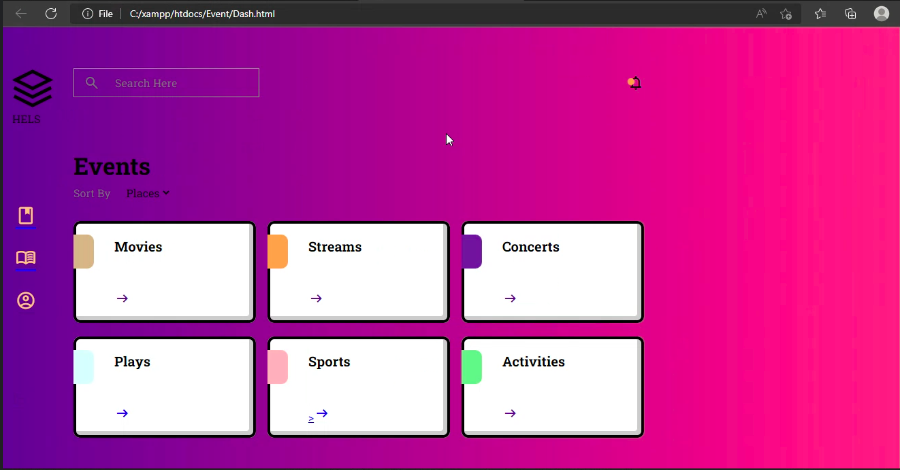 File C:/xampp/htdocs/Event/Dash.html
Search Here
HELS
Events
Sort By Places
Movies Streams Concerts
Plays Sports Activities
>